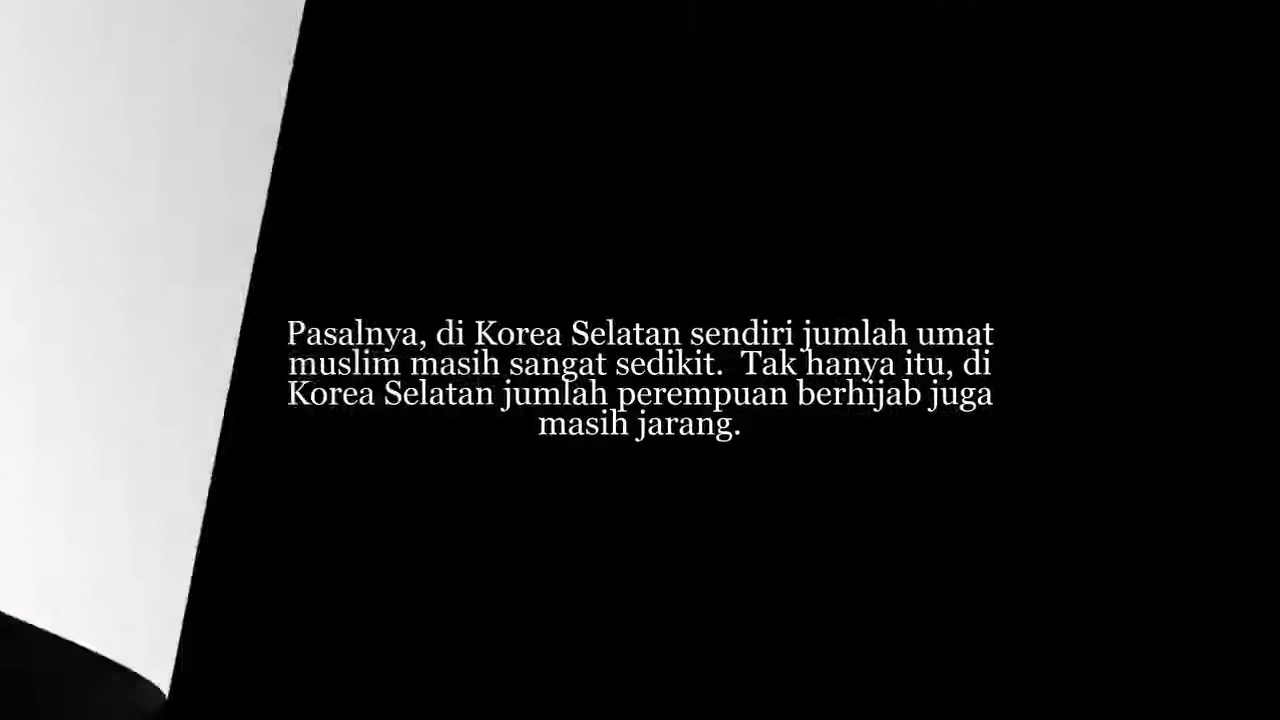 Pasalnya, di Korea Selatan sendiri jumlah umat
muslim masih sangat sedikit.  Tak hanya itu, di
Korea Selatan jumlah perempuan berhijab juga
masih jarang.